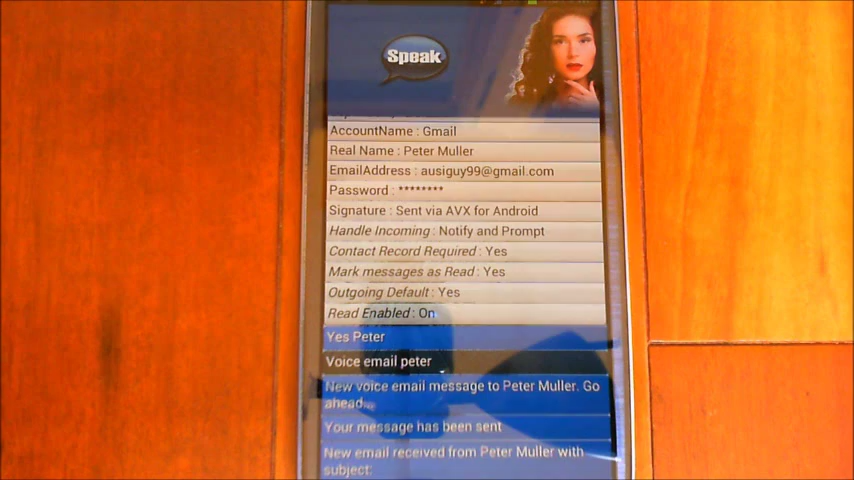 Speak
AccountName : Gmail
Real Name : Peter Muller
EmailAddress : ausiguy99@gmail.com
Password : ********
Signature : Sent via AVX for Android
Handle Incoming : Notify and Prompt
Contact Record Required : Yes
Mark messages as Read : Yes
Outgoing Default : Yes
Read Enabled : On
Yes Peter
Voice email peter
New voice email message to Peter Muller. Go
ahead...
Your message has been sent
New email received from Peter Muller with
subject: